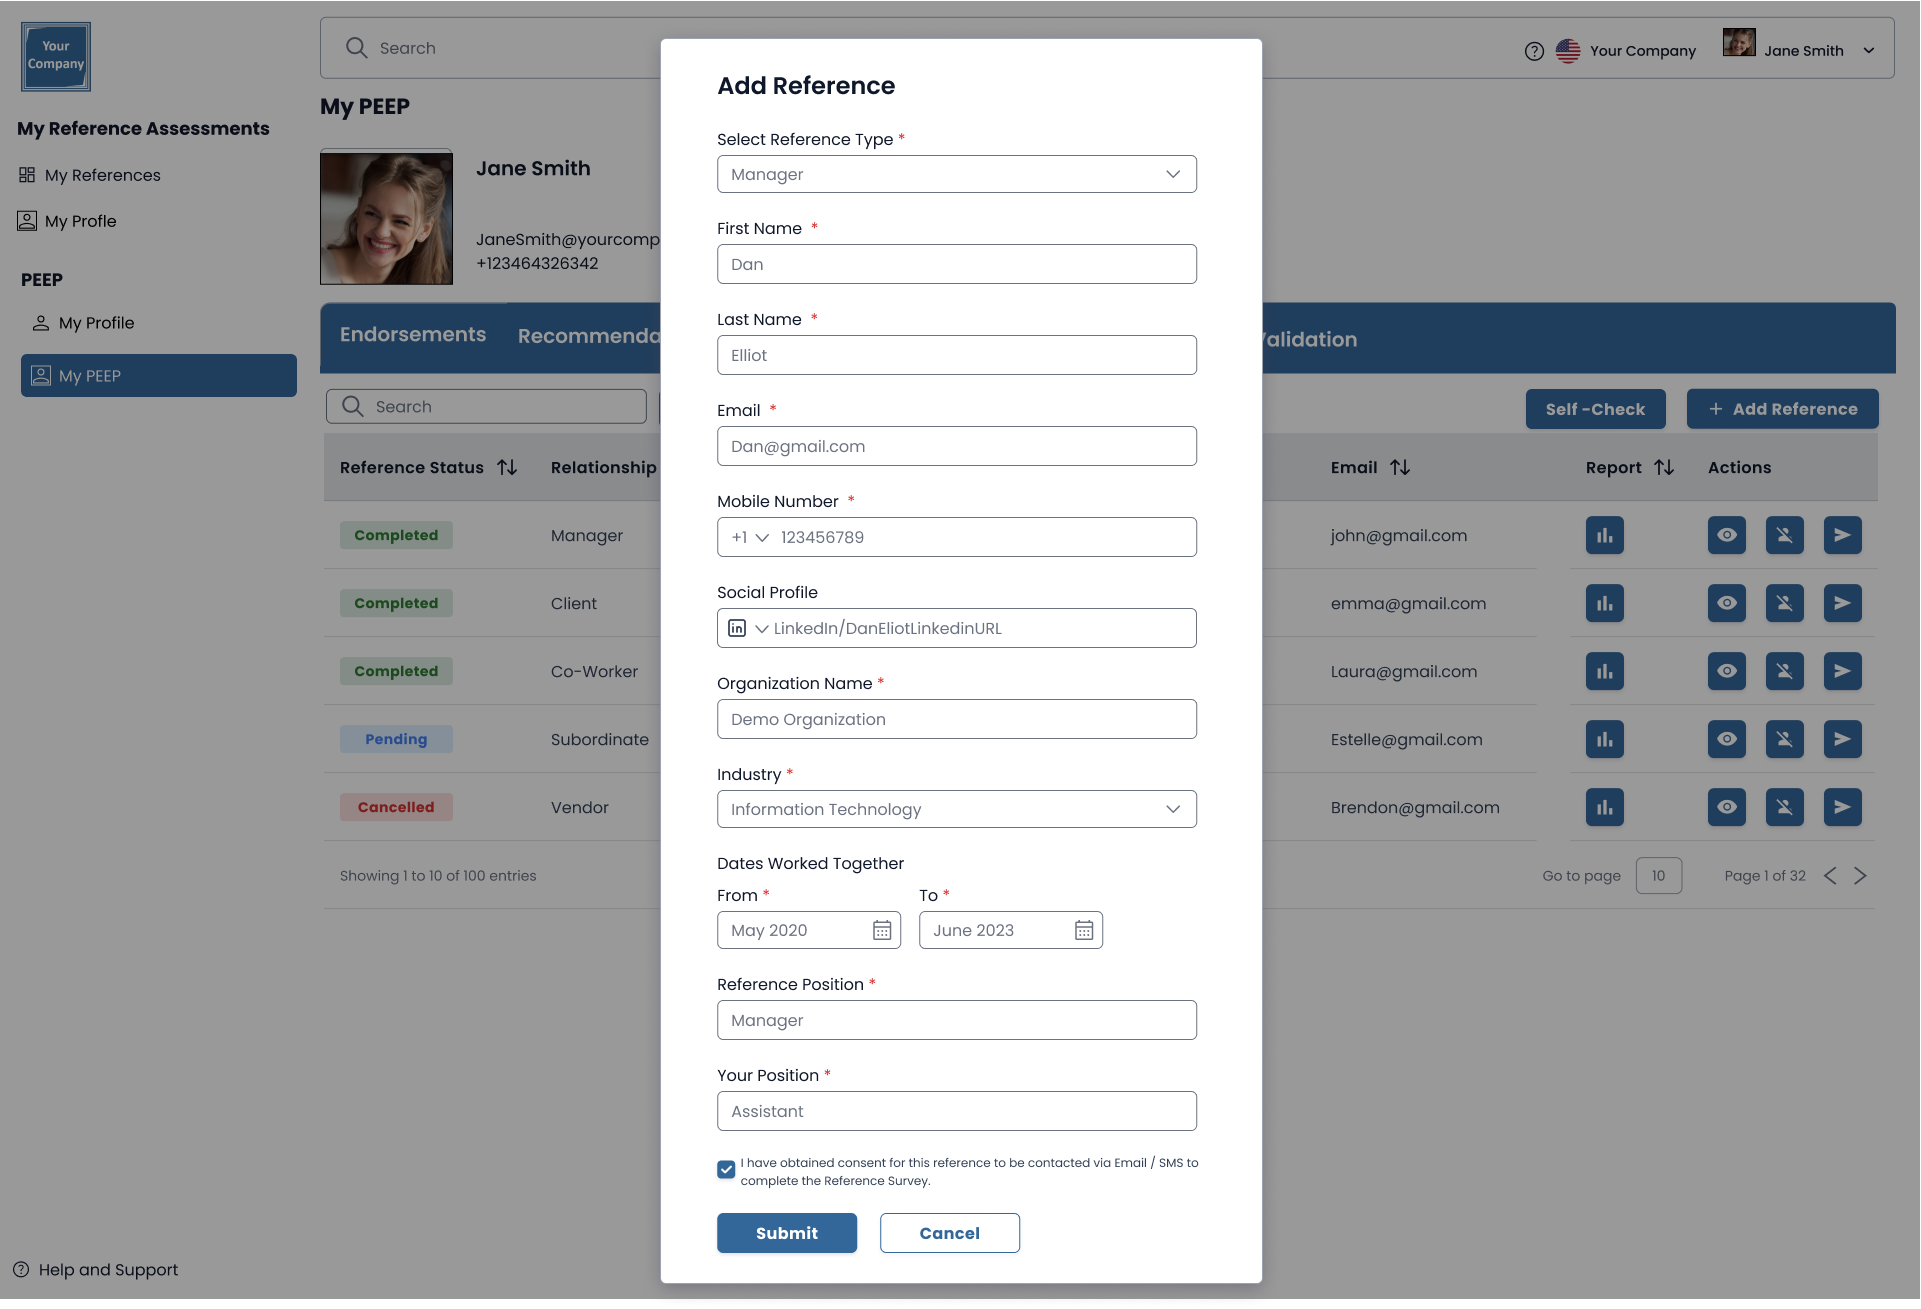 Your
Company
Search
Your Company
Jane Smith
My PEEP
My Reference Assessments
My References
My Profle
PEEP
My Profile
My PEEP
Help and Support
Jane Smith
JaneSmith@yourcomp
+123464326342
Endorsements
Recommenda
alidation
Search
Self -Check
+ Add Reference
Reference Status
Relationship
Email
Report
Actions
Completed
Manager
john@gmail.com
Completed
Client
emma@gmail.com
Completed
Co-Worker
Laura@gmail.com
Pending
Subordinate
Estelle@gmail.com
Cancelled
Vendor
Brendon@gmail.com
Showing 1 to 10 of 100 entries
Go to page
10
Page 1 of 32
Add Reference
Select Reference Type *
Manager
First Name *
Dan
Last Name *
Elliot
Email *
Dan@gmail.com
Mobile Number *
+1 123456789
Social Profile
in LinkedIn/DanEliotLinkedinURL
Organization Name *
Demo Organization
Industry *
Information Technology
Dates Worked Together
From * To *
May 2020 June 2023
Reference Position *
Manager
Your Position *
Assistant
I have obtained consent for this reference to be contacted via Email / SMS to
complete the Reference Survey.
Submit Cancel